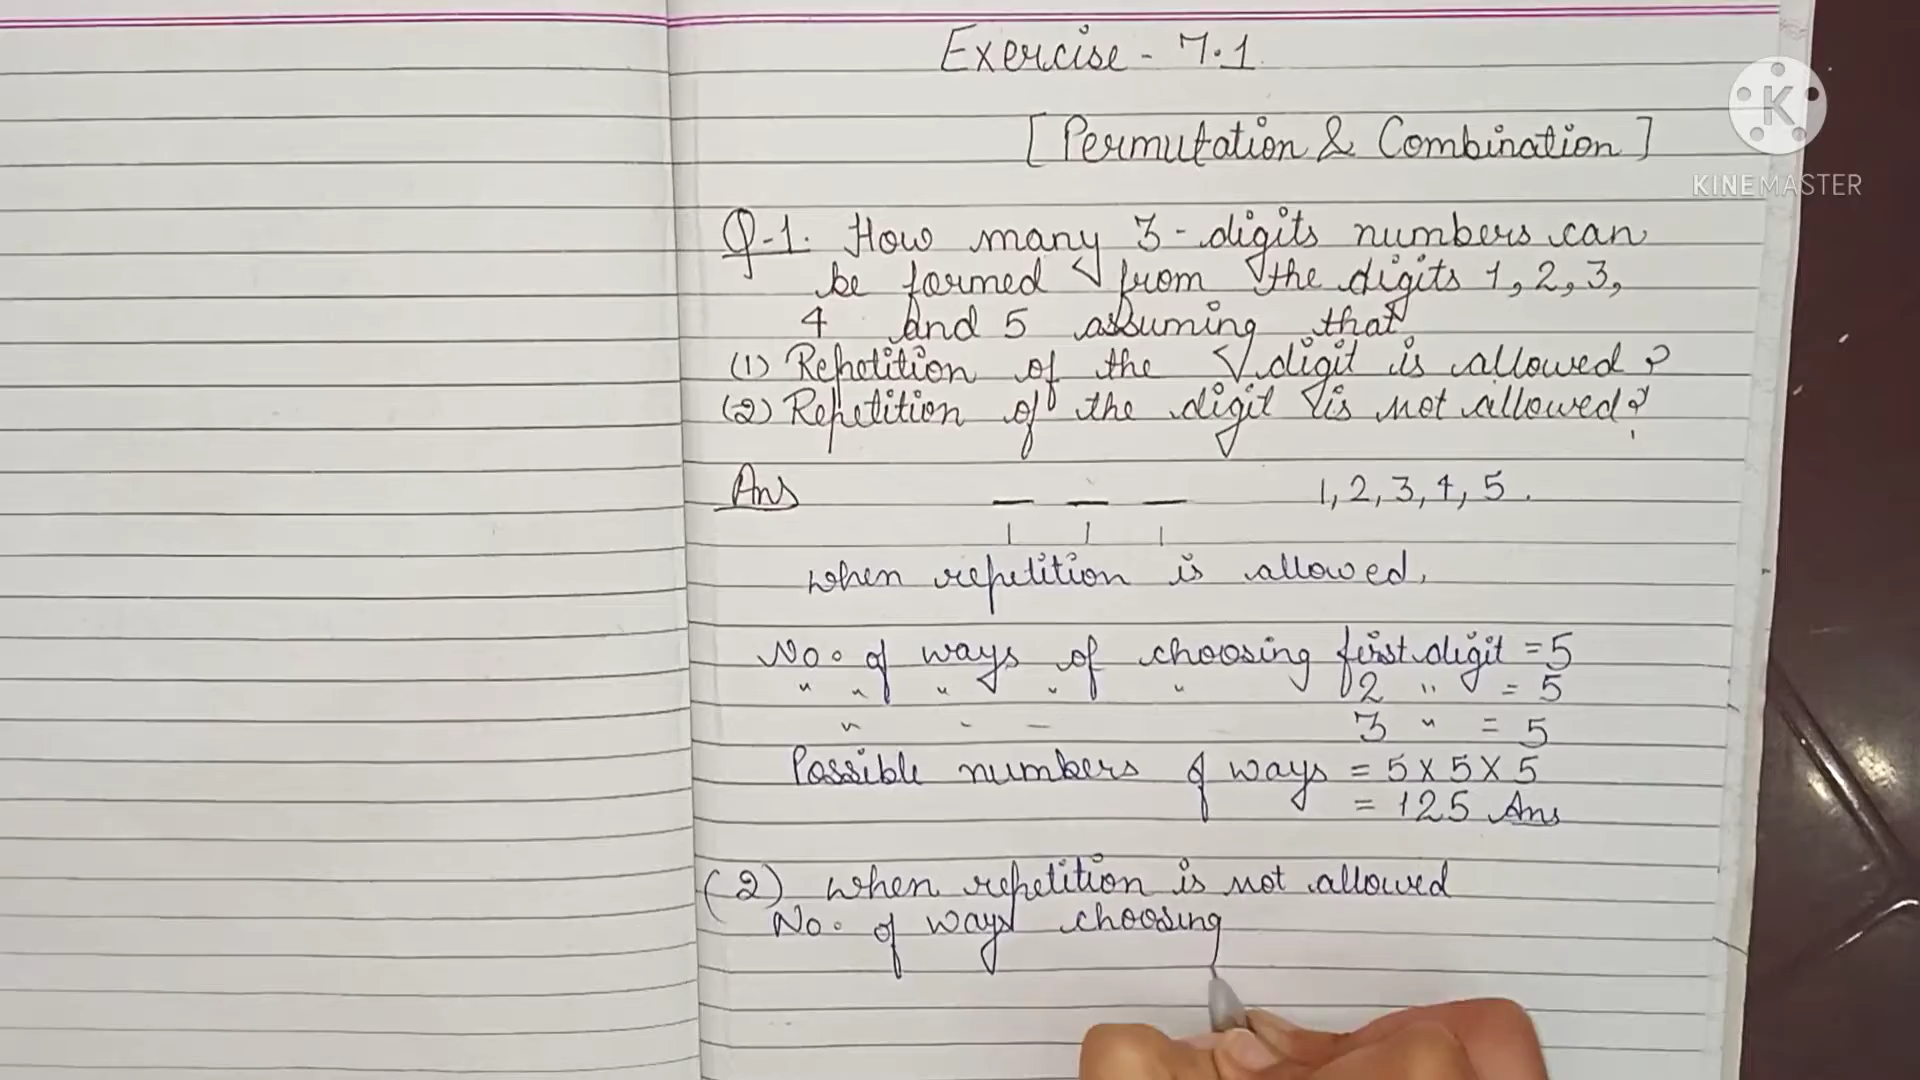 Exercise - 7.1
[Permutation & Combination]
KINEMASTER
Q-1. How many 3-digits numbers can
be formed from the digits 1, 2, 3,
4 and 5 assuming that
(1) Repetition of the digit is allowed?
(2) Repetition of the digit is not allowed?
Ans _ _ _ 1, 2, 3, 4, 5.
when repetition is allowed,
No. of ways of choosing first digit = 5
" " " " " 2 " = 5
" " - 3 " = 5
Possible numbers of ways = 5 x 5 x 5
= 125 Ans
(2) when repetition is not allowed
No. of ways choosing